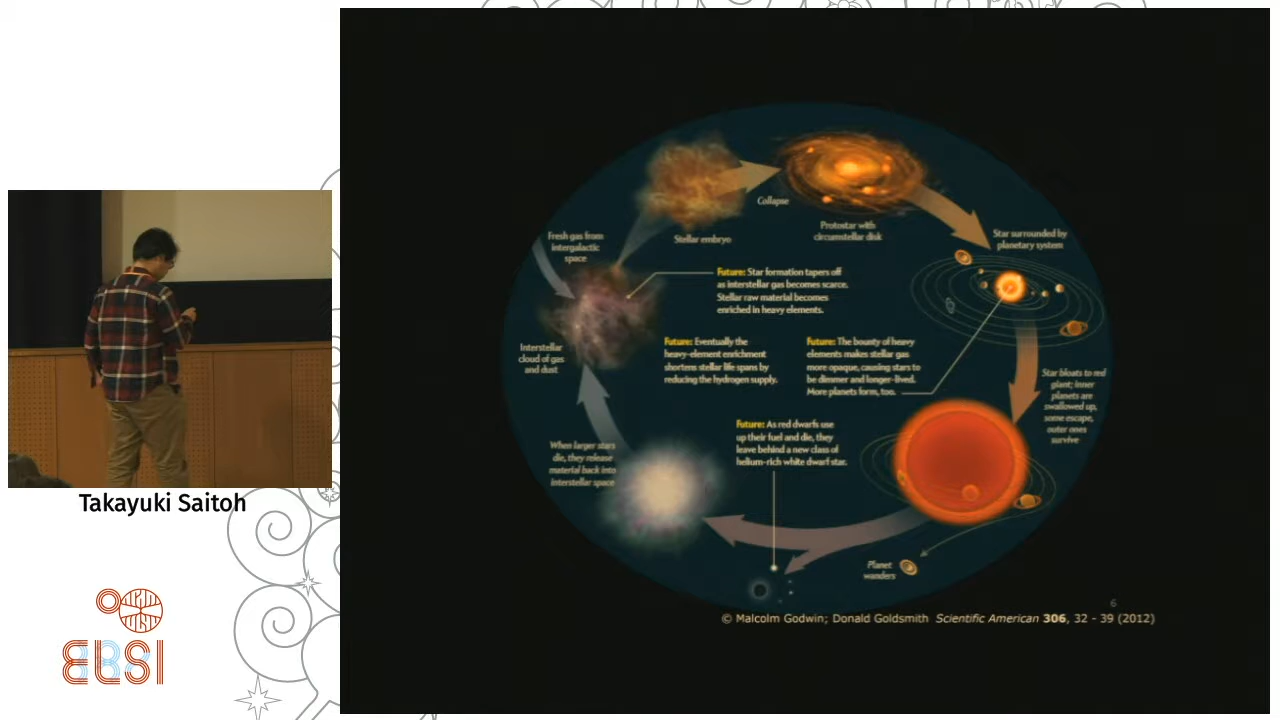 Collapse
Protostar with
circumstellar disk
Stellar embryo
Star surrounded by
planetary system
Fresh gas from
intergalactic
space
Future: Star formation tapers off
as interstellar gas becomes scarce.
Stellar raw material becomes
enriched in heavy elements.
Interstellar
cloud of gas
and dust
Future: Eventually the
heavy-element enrichment
shortens stellar life spans by
reducing the hydrogen supply.
Future: The bounty of heavy
elements makes stellar gas
more opaque, causing stars to
be dimmer and longer-lived.
More planets form, too.
Star bloats to red
giant; inner
planets are
swallowed up,
some escape,
outer ones
survive
Future: As red dwarfs use
up their fuel and die, they
leave behind a new class of
helium-rich white dwarf star.
When larger stars
die, they release
material back into
interstellar space
Planet
wanders
6
© Malcolm Godwin; Donald Goldsmith Scientific American 306, 32 - 39 (2012)
Takayuki Saitoh
ELSI